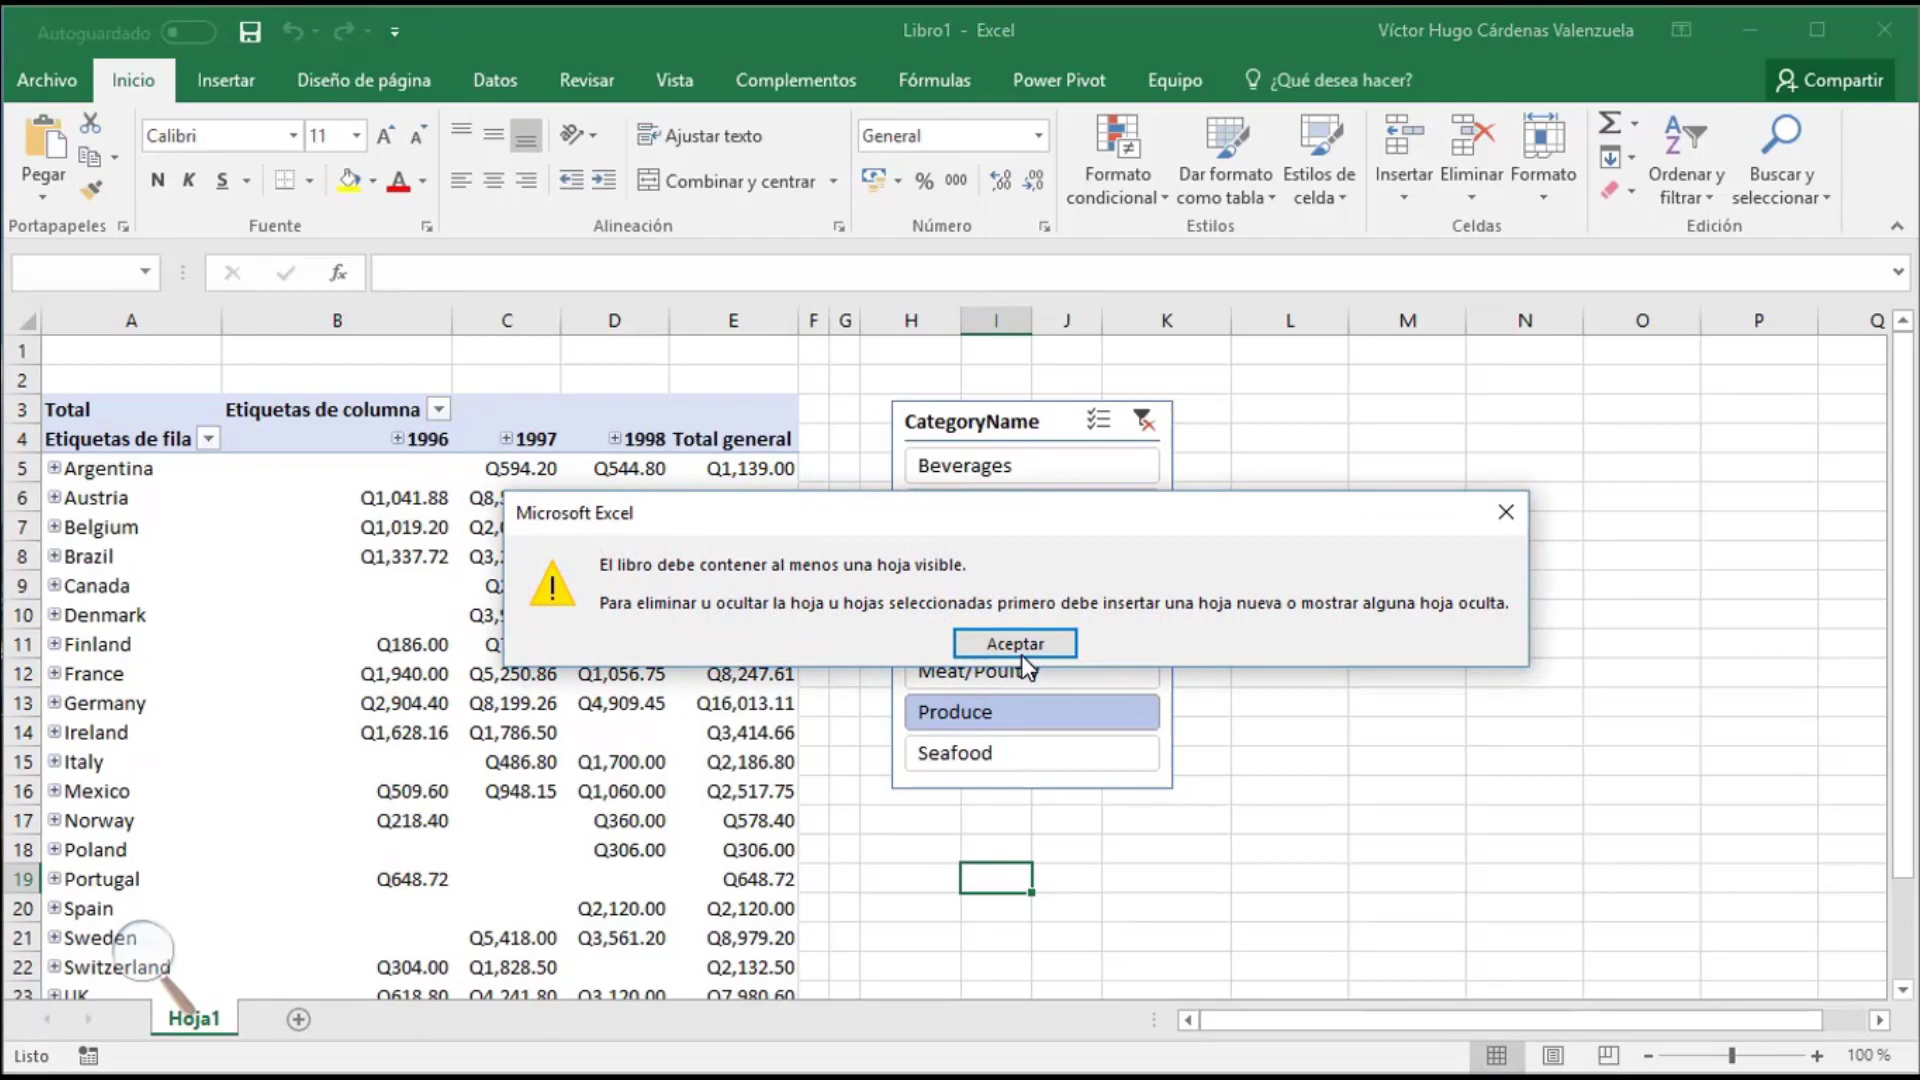 Autoguardado
Libro1 - Excel
Víctor Hugo Cárdenas Valenzuela
Archivo Inicio Insertar Diseño de página Datos Revisar Vista Complementos Fórmulas Power Pivot Equipo ¿Qué desea hacer? Compartir
Pegar
Calibri 11
N K S
Ajustar texto
Combinar y centrar
General
% 000
Formato condicional
Dar formato como tabla
Estilos de celda
Insertar Eliminar Formato
Ordenar y filtrar
Buscar y seleccionar
Portapapeles Fuente Alineación Número Estilos Celdas Edición
fx
A B C D E F G H I J K L M N O P Q
1
2
3 Total Etiquetas de columna
4 Etiquetas de fila 1996 1997 1998 Total general
5 Argentina Q594.20 Q544.80 Q1,139.00
6 Austria Q1,041.88
7 Belgium Q1,019.20
8 Brazil Q1,337.72
9 Canada
10 Denmark
11 Finland Q186.00
12 France Q1,940.00 Q5,250.86 Q1,056.75 Q8,247.61
13 Germany Q2,904.40 Q8,199.26 Q4,909.45 Q16,013.11
14 Ireland Q1,628.16 Q1,786.50 Q3,414.66
15 Italy Q486.80 Q1,700.00 Q2,186.80
16 Mexico Q509.60 Q948.15 Q1,060.00 Q2,517.75
17 Norway Q218.40 Q360.00 Q578.40
18 Poland Q306.00 Q306.00
19 Portugal Q648.72 Q648.72
20 Spain Q2,120.00 Q2,120.00
21 Sweden Q5,418.00 Q3,561.20 Q8,979.20
22 Switzerland Q304.00 Q1,828.50 Q2,132.50
23 UK Q618.80 Q4,241.80 Q3,120.00 Q7,980.60
CategoryName
Beverages
Microsoft Excel
El libro debe contener al menos una hoja visible.
Para eliminar u ocultar la hoja u hojas seleccionadas primero debe insertar una hoja nueva o mostrar alguna hoja oculta.
Aceptar
Meat/Poultry
Produce
Seafood
Hoja1
Listo
100 %